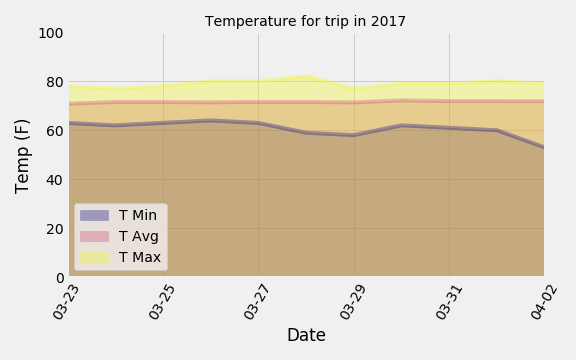 Temperature for trip in 2017
100
80
60
40
20
0
Temp (F)
T Min
T Avg
T Max
03-23
03-25
03-27
03-29
03-31
04-02
Date